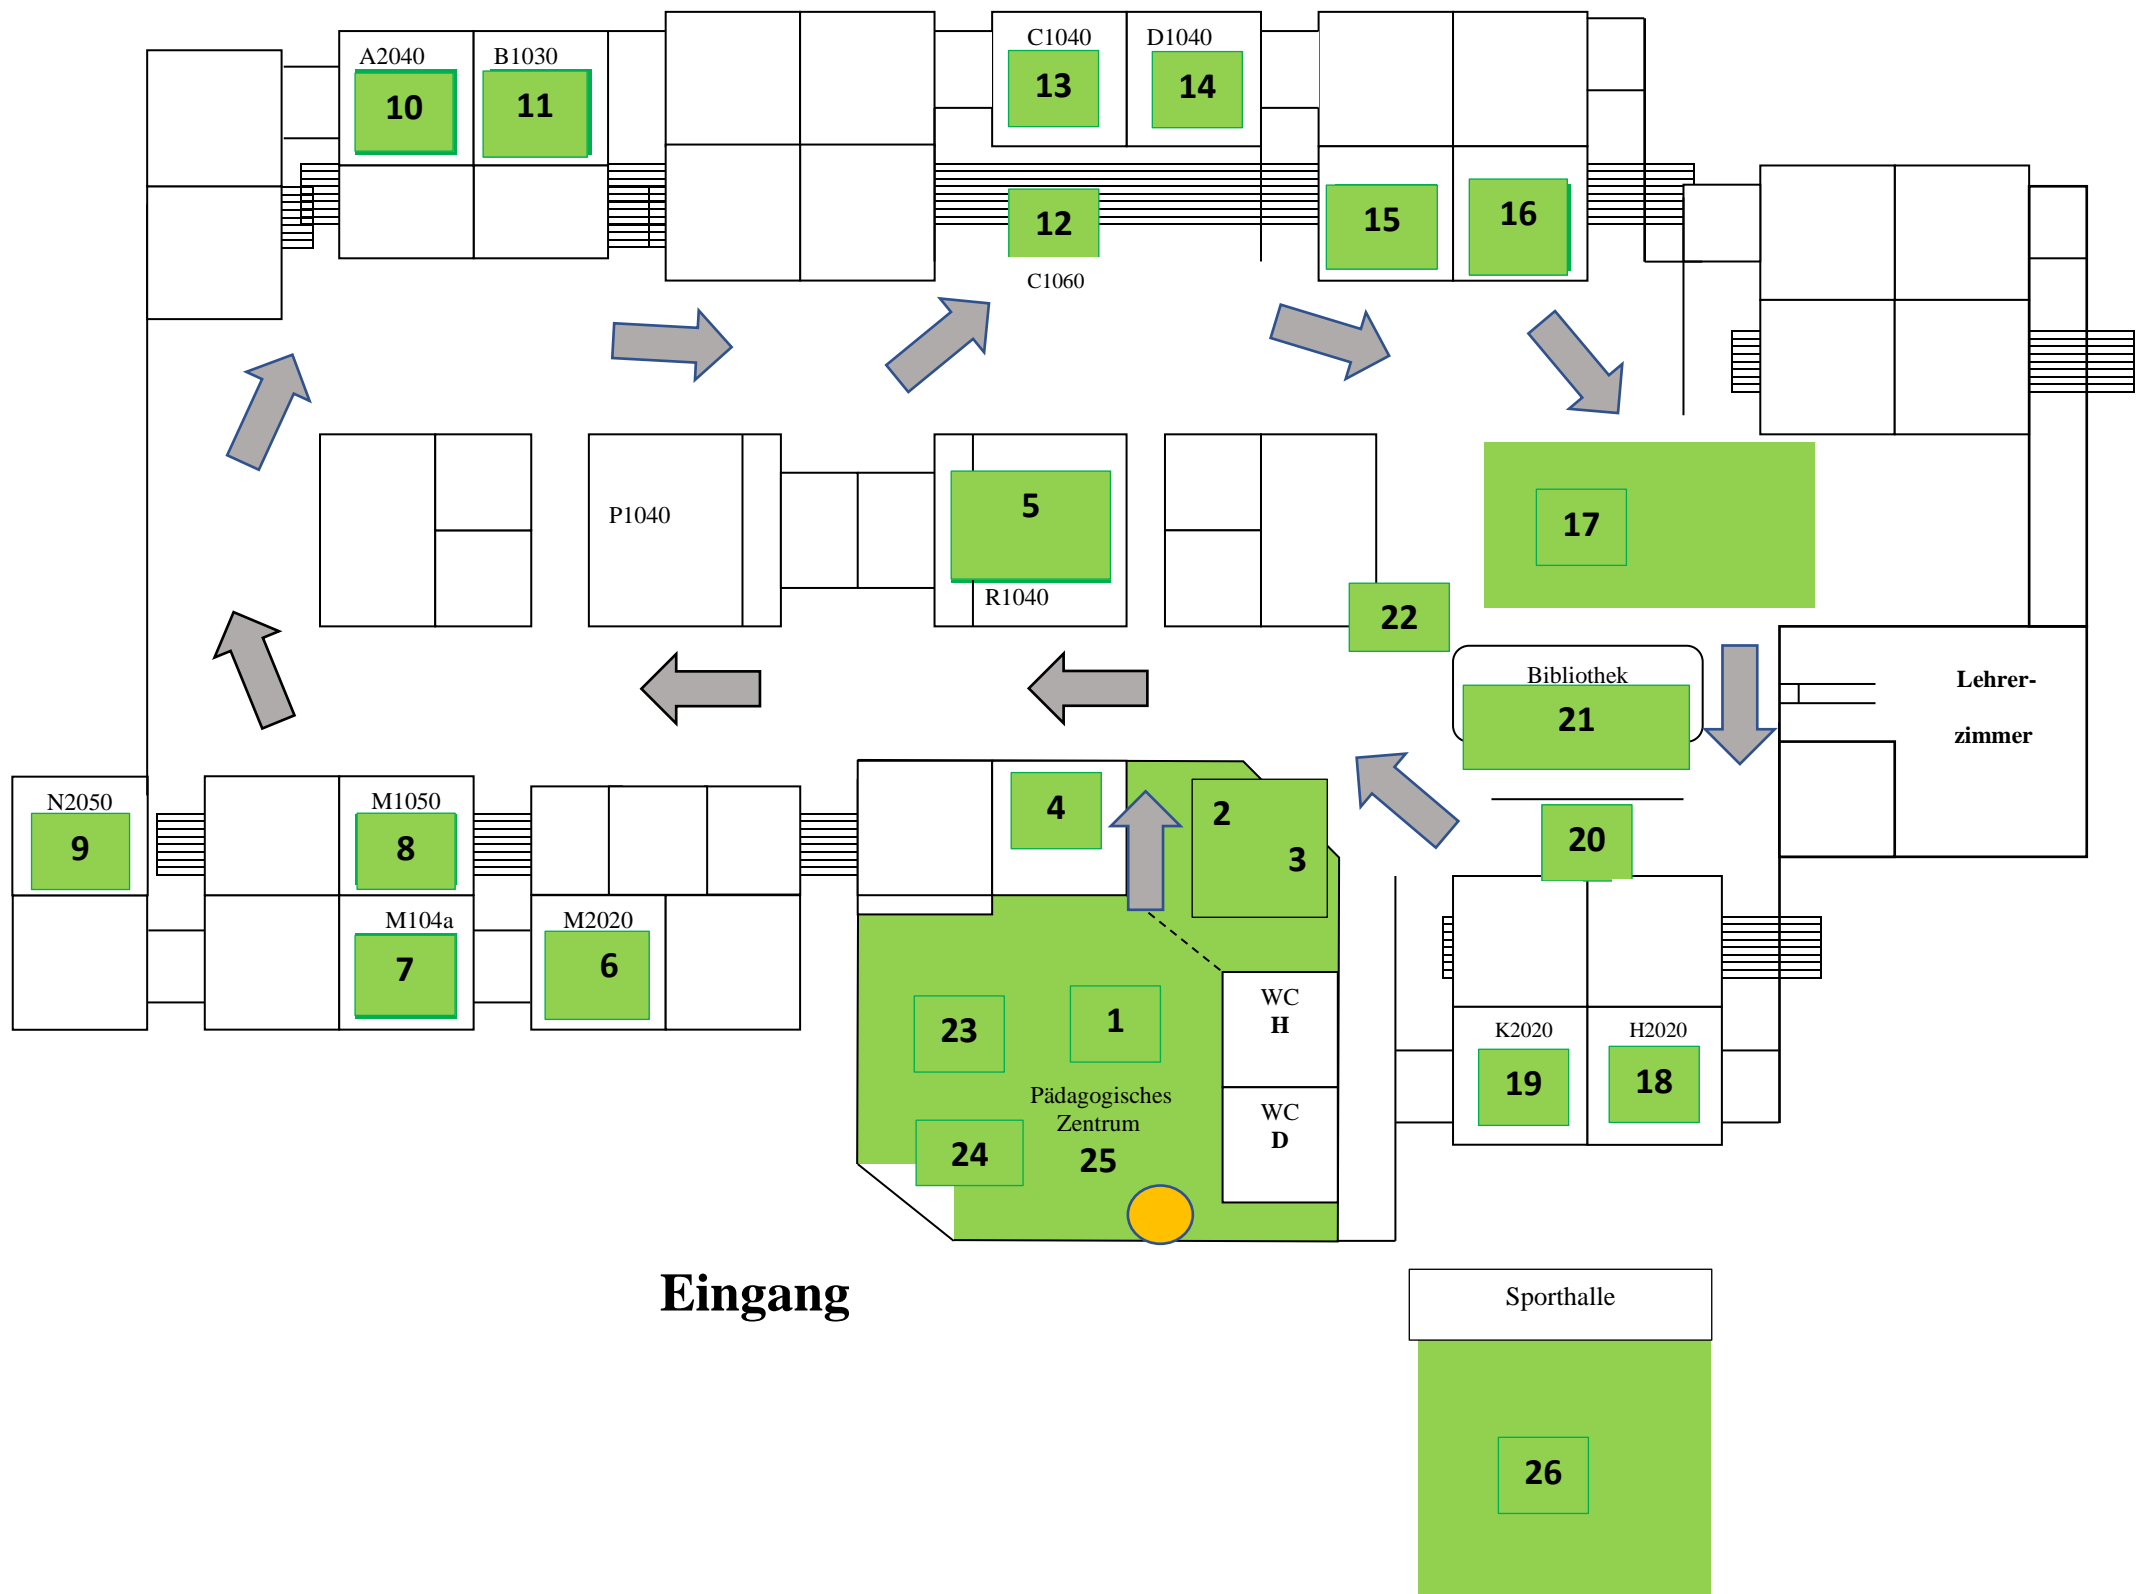 A2040
10
B1030
11
C1040
13
D1040
14
12
C1060
15
16
P1040
5
R1040
17
22
Bibliothek
21
Lehrer-
zimmer
N2050
9
M1050
8
M104a
7
M2020
6
4
2
3
20
23
1
WC
H
Pädagogisches
Zentrum
24
25
WC
D
K2020
19
H2020
18
Eingang
Sporthalle
26